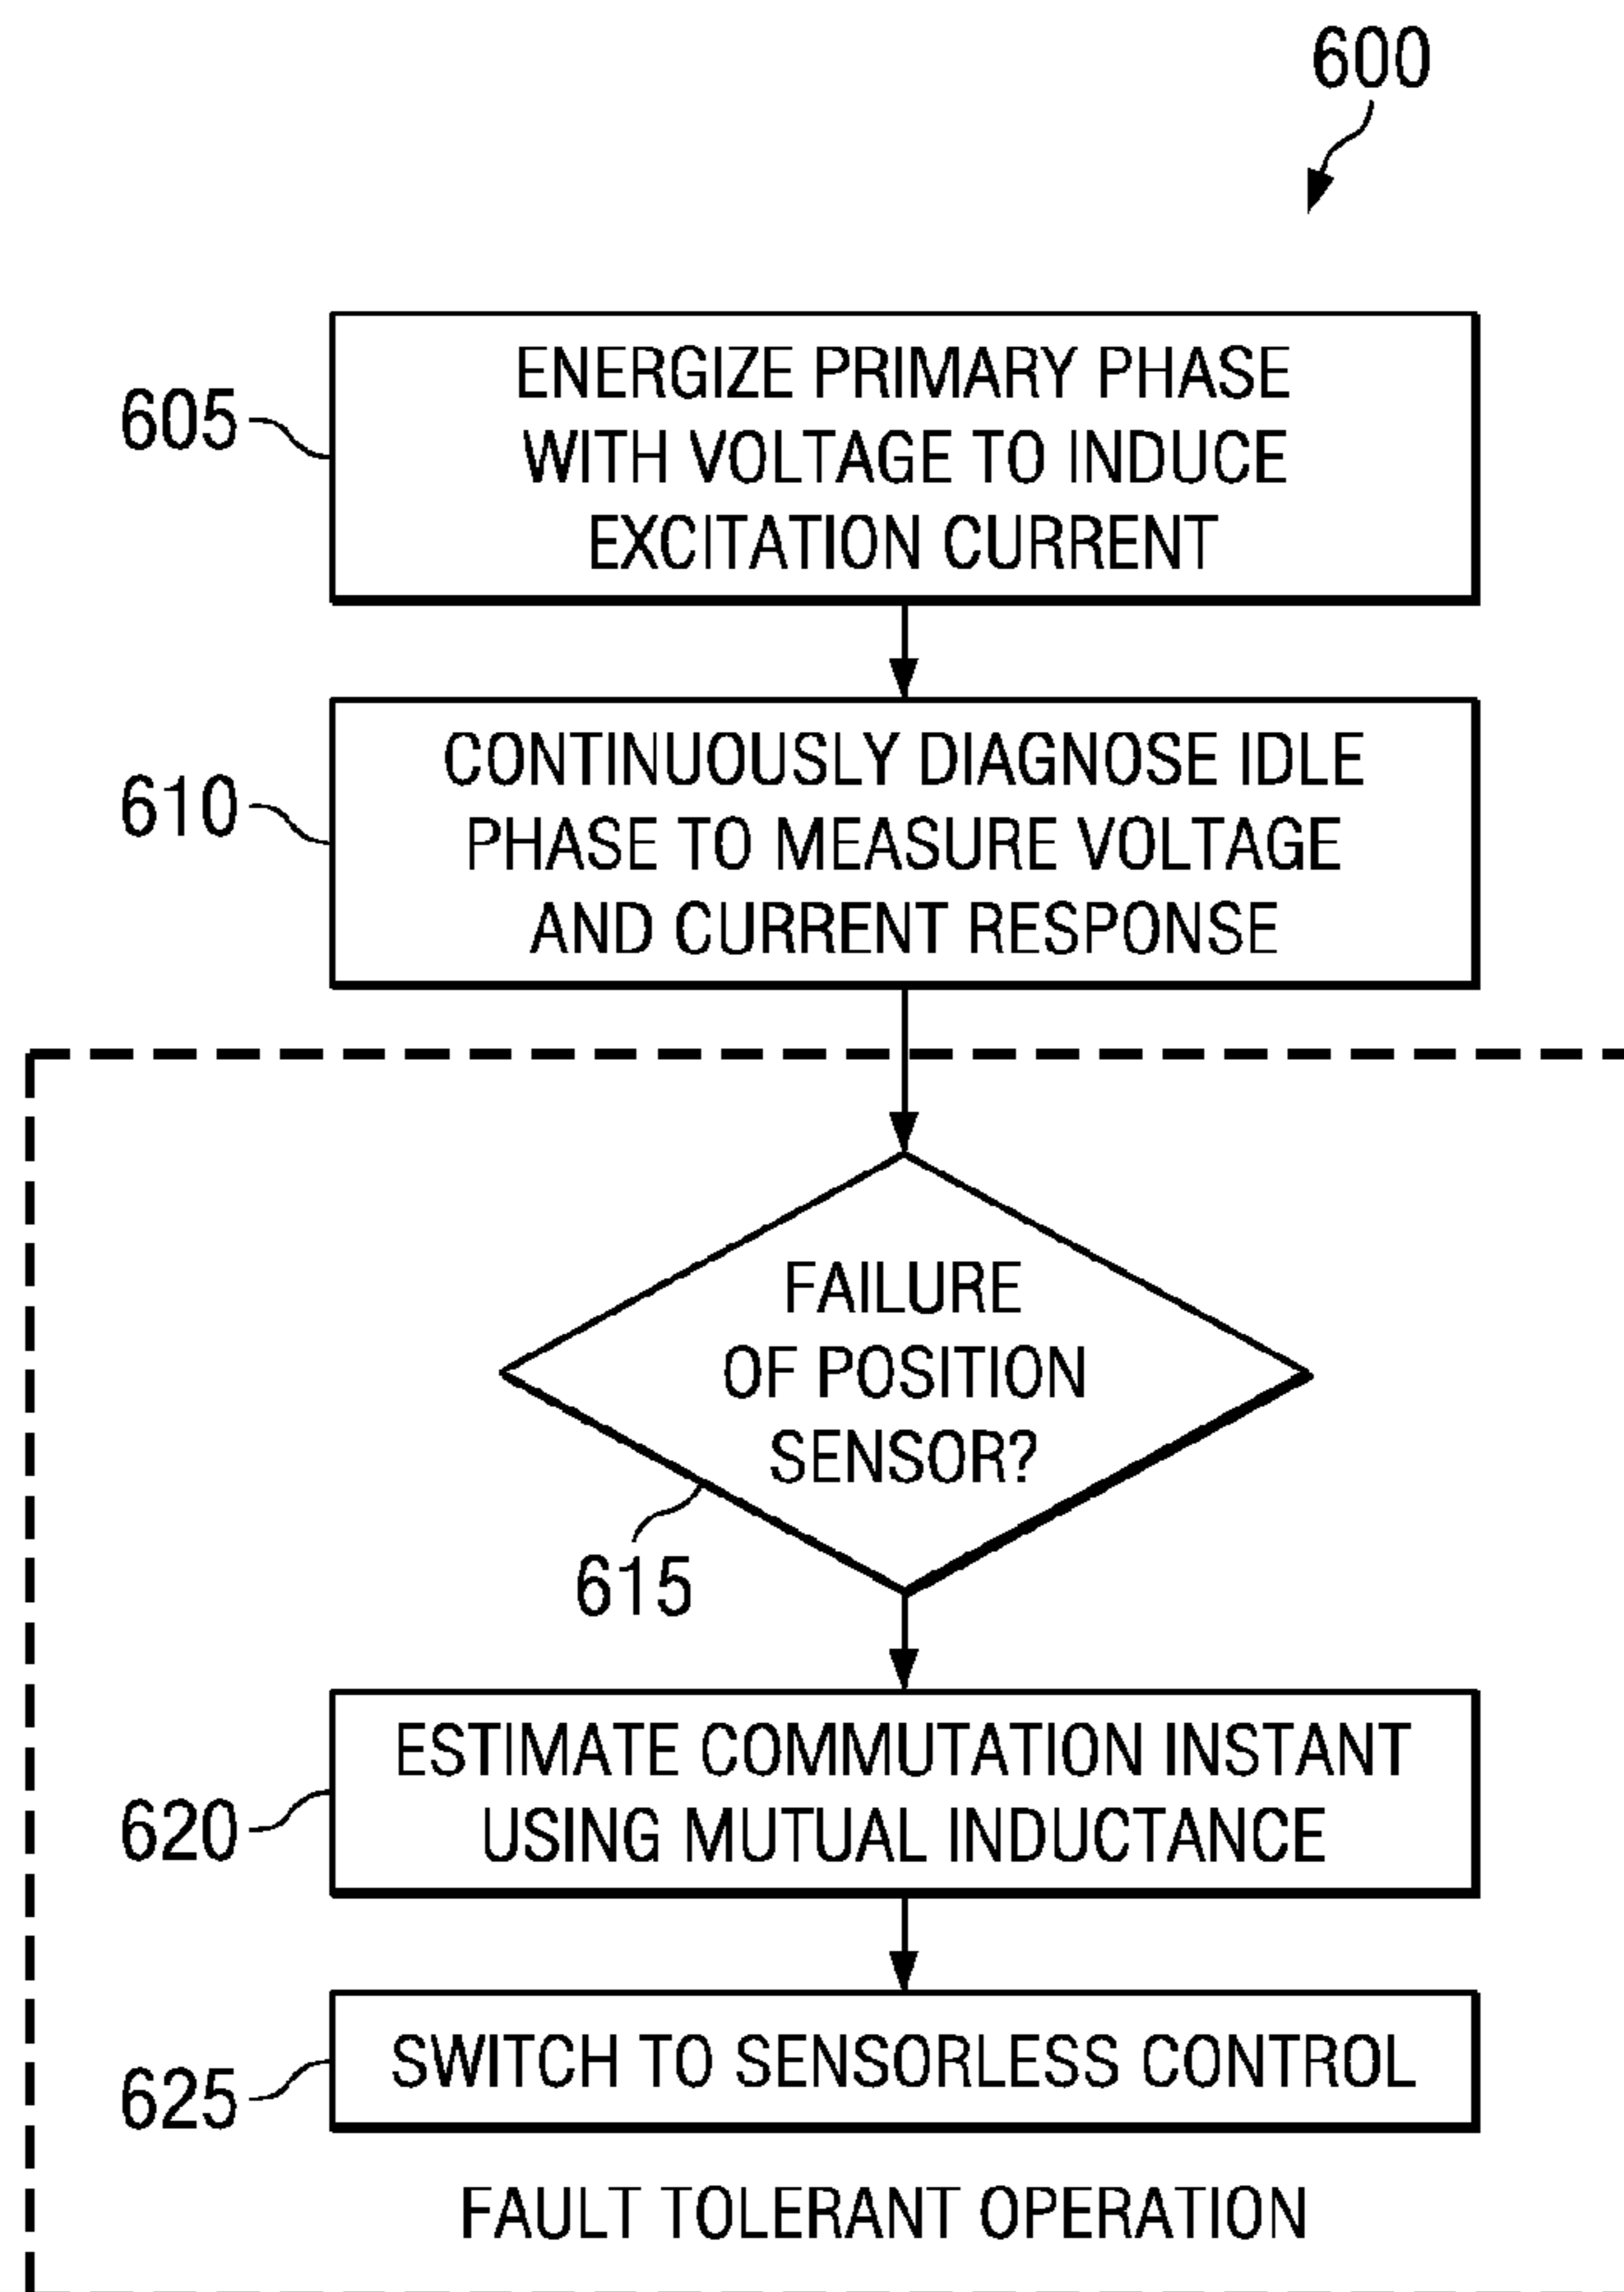 600
605
ENERGIZE PRIMARY PHASE
WITH VOLTAGE TO INDUCE
EXCITATION CURRENT
610
CONTINUOUSLY DIAGNOSE IDLE
PHASE TO MEASURE VOLTAGE
AND CURRENT RESPONSE
FAILURE
OF POSITION
SENSOR?
615
620
ESTIMATE COMMUTATION INSTANT
USING MUTUAL INDUCTANCE
625
SWITCH TO SENSORLESS CONTROL
FAULT TOLERANT OPERATION